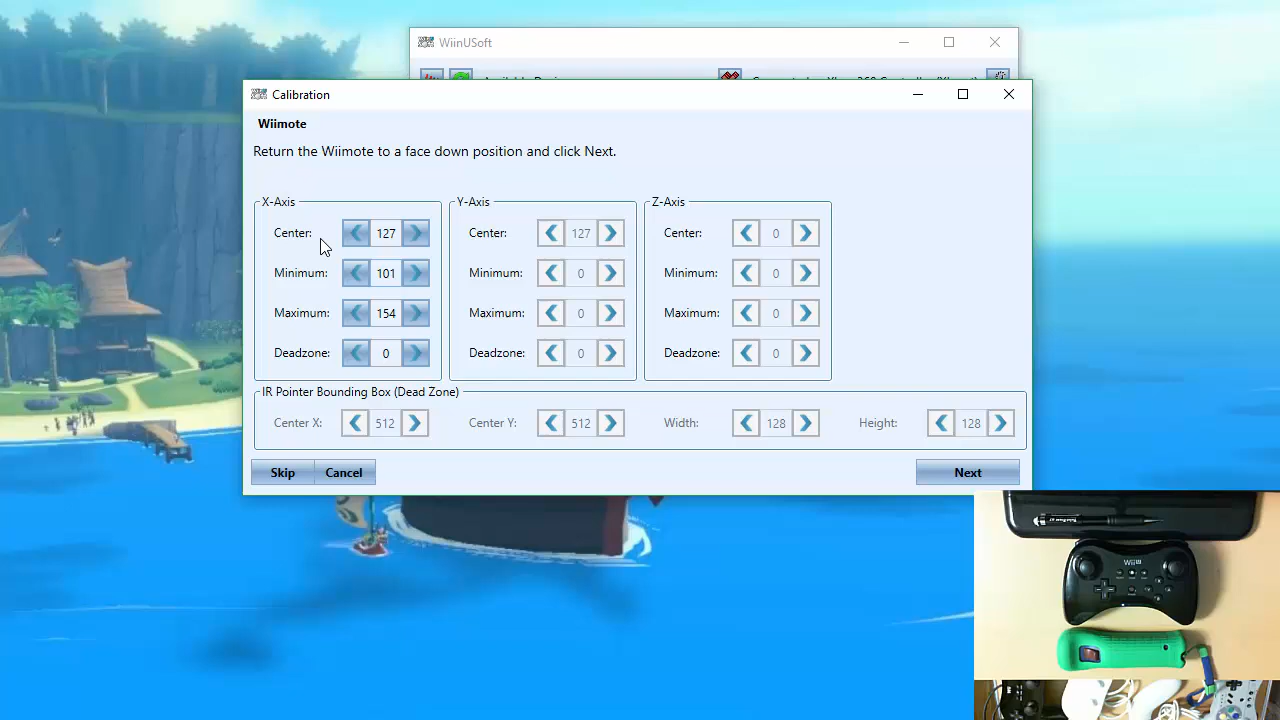 WiinUSoft
Calibration
Wiimote
Return the Wiimote to a face down position and click Next.
X-Axis Y-Axis Z-Axis
Center: 127 Center: 127 Center: 0
Minimum: 101 Minimum: 0 Minimum: 0
Maximum: 154 Maximum: 0 Maximum: 0
Deadzone: 0 Deadzone: 0 Deadzone: 0
IR Pointer Bounding Box (Dead Zone)
Center X: 512 Center Y: 512 Width: 128 Height: 128
Skip Cancel Next
Wii U